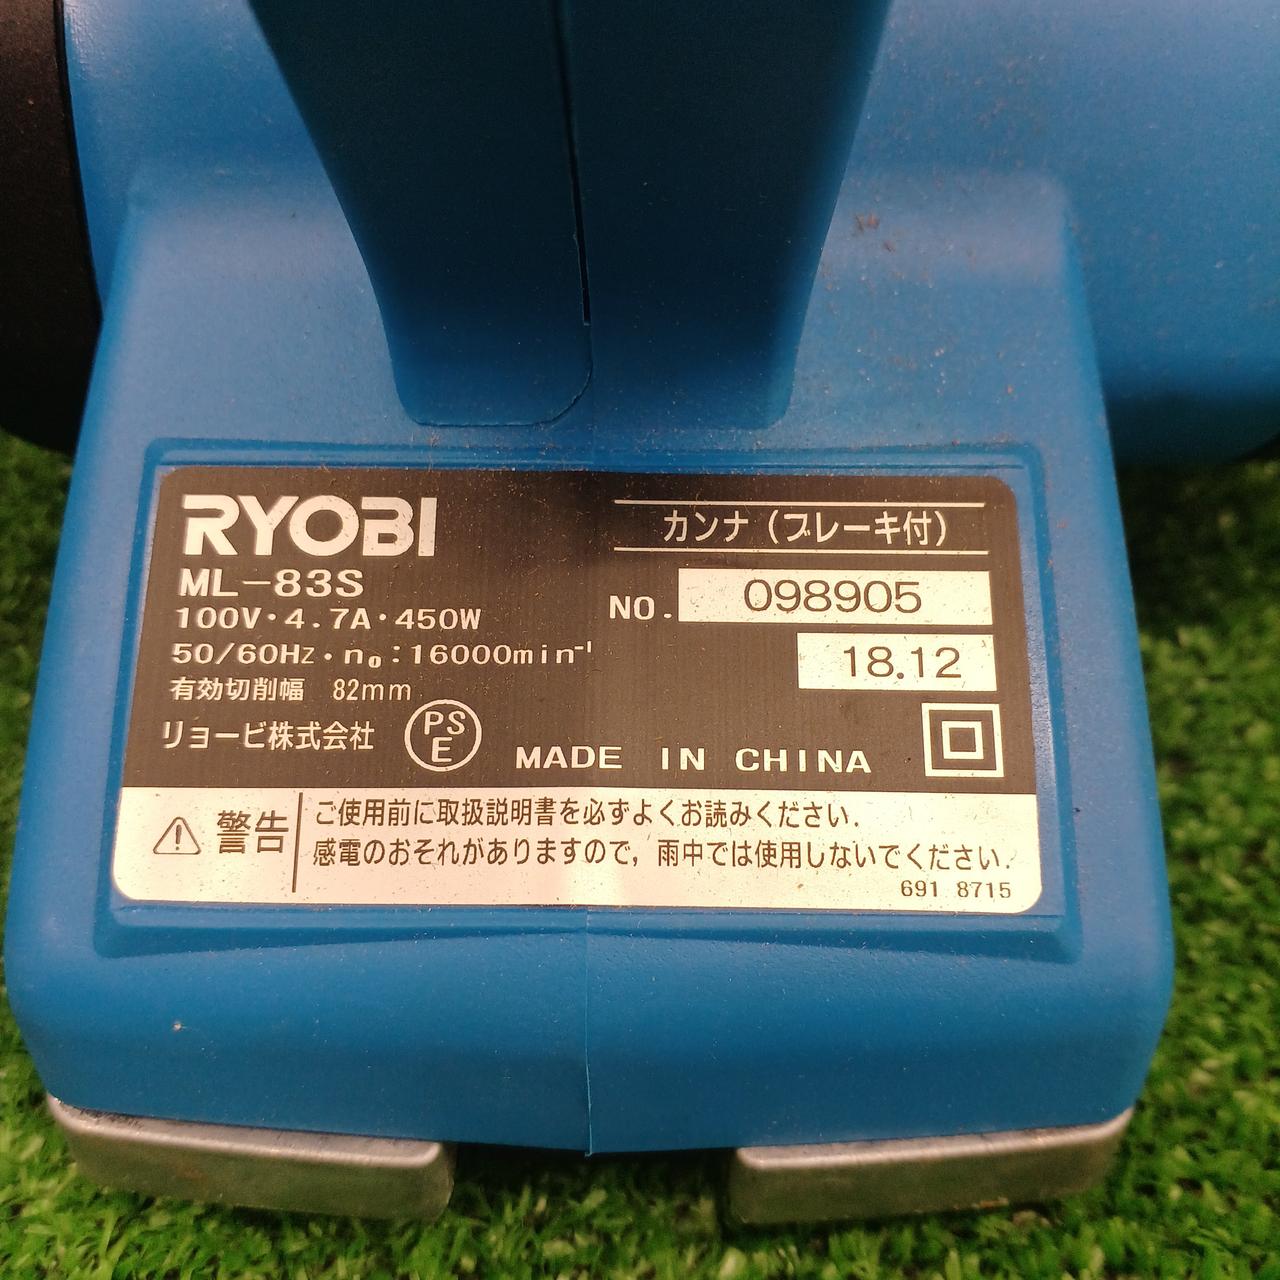 RYOBI
カンナ（ブレーキ付）
ML-83S
NO. 098905
100V・4.7A・450W
50/60Hz・n₀:16000min⁻¹
18.12
有効切削幅 82mm
リョービ株式会社
PS
E
MADE IN CHINA
警告
ご使用前に取扱説明書を必ずよくお読みください.
感電のおそれがありますので，雨中では使用しないでください.
691 8715